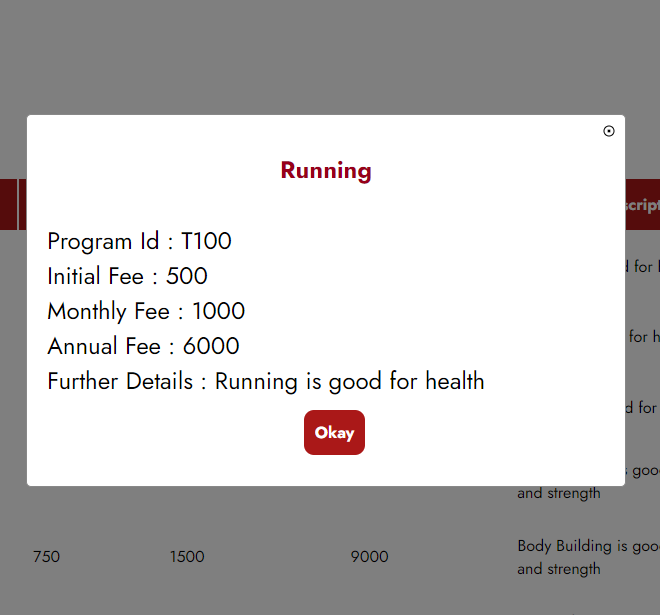 Running
Program Id : T100
Initial Fee : 500
Monthly Fee : 1000
Annual Fee : 6000
Further Details : Running is good for health
Okay
for
and strength
750 1500 9000 Body Building is
and strength